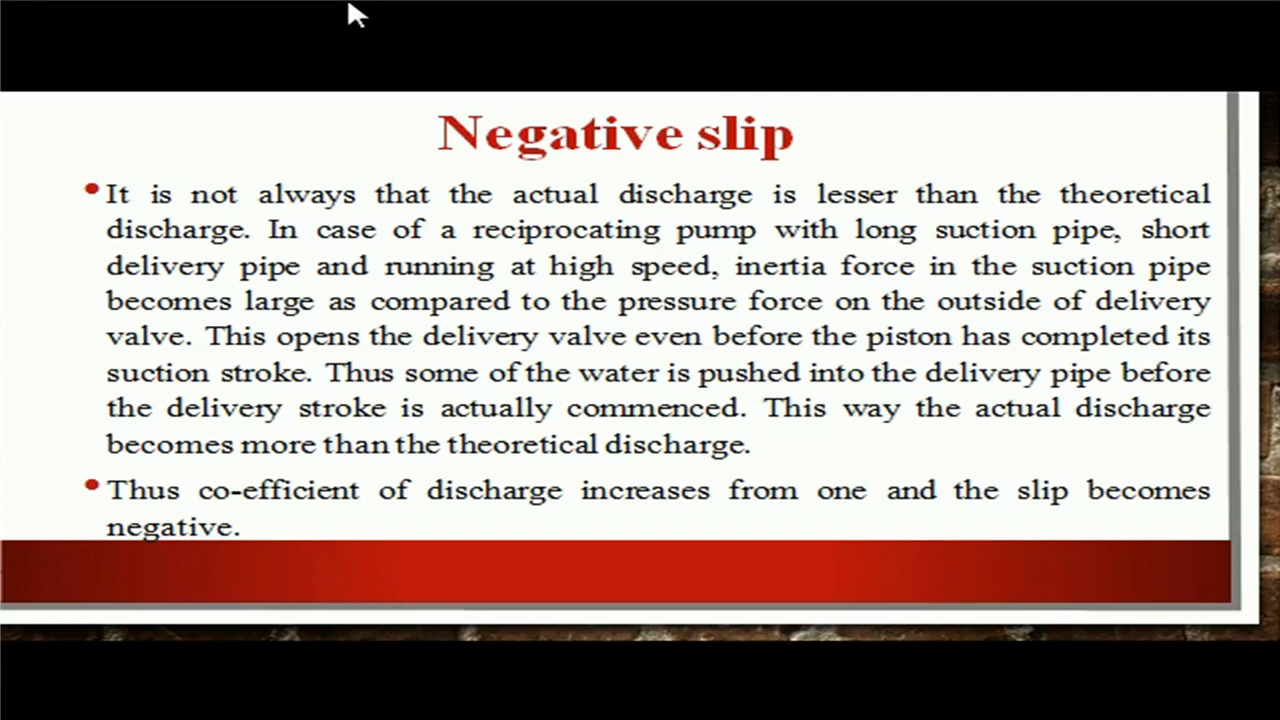 Negative slip
• It is not always that the actual discharge is lesser than the theoretical
discharge. In case of a reciprocating pump with long suction pipe, short
delivery pipe and running at high speed, inertia force in the suction pipe
becomes large as compared to the pressure force on the outside of delivery
valve. This opens the delivery valve even before the piston has completed its
suction stroke. Thus some of the water is pushed into the delivery pipe before
the delivery stroke is actually commenced. This way the actual discharge
becomes more than the theoretical discharge.
• Thus co-efficient of discharge increases from one and the slip becomes
negative.